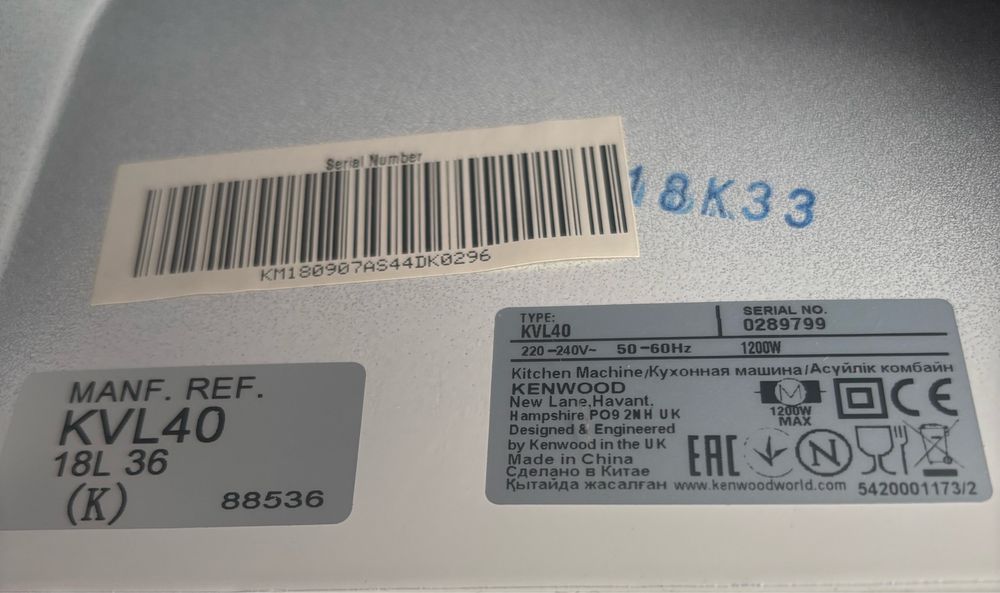 Serial Number
KM180907AS44DK0296
18K33
MANF. REF.
KVL40
18L 36
(K)
88536
TYPE:
KVL40
SERIAL NO.
0289799
220-240V~ 50-60Hz 1200W
Kitchen Machine/Кухонная машина/Асүйлік комбайн
KENWOOD
New Lane,Havant.
Hampshire PO9 2NH UK
Designed & Engineered
by Kenwood in the UK
Made in China
Сделано в Китае
Қытайда жасалған www.kenwoodworld.com
M
1200W
MAX
CE
EAC
N
5420001173/2